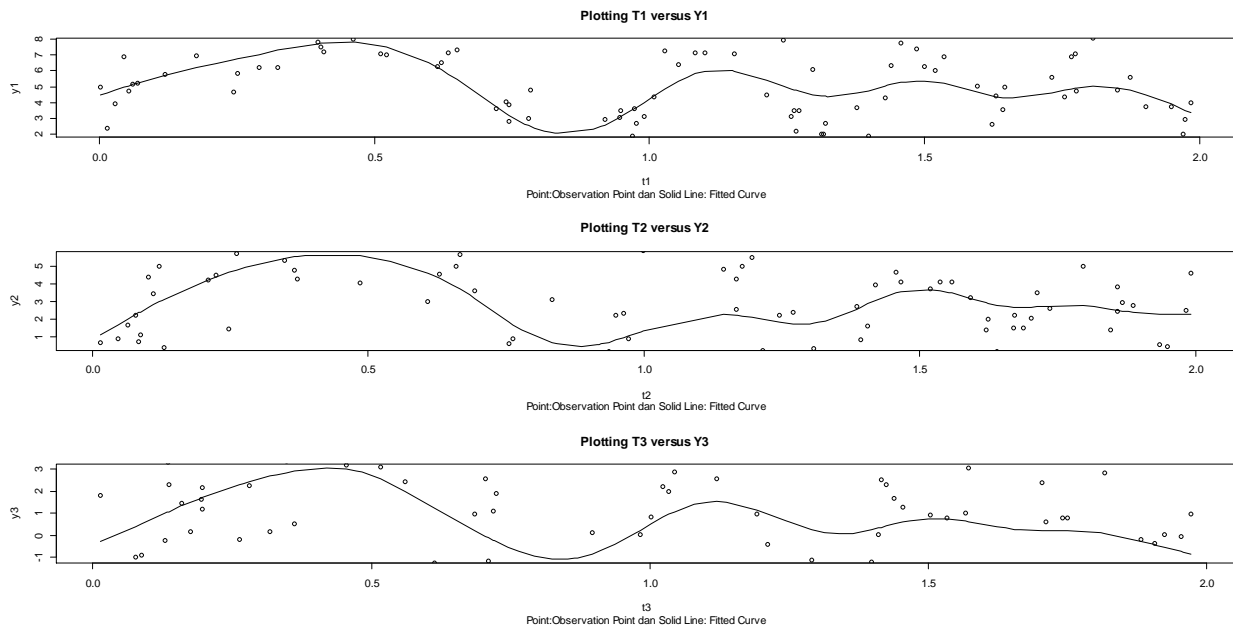 Plotting T1 versus Y1
y1
8
7
6
5
4
3
2
0.0 0.5 1.0 1.5 2.0
t1
Point:Observation Point dan Solid Line: Fitted Curve
Plotting T2 versus Y2
y2
5
4
3
2
1
0.0 0.5 1.0 1.5 2.0
t2
Point:Observation Point dan Solid Line: Fitted Curve
Plotting T3 versus Y3
y3
3
2
1
0
-1
0.0 0.5 1.0 1.5 2.0
t3
Point:Observation Point dan Solid Line: Fitted Curve